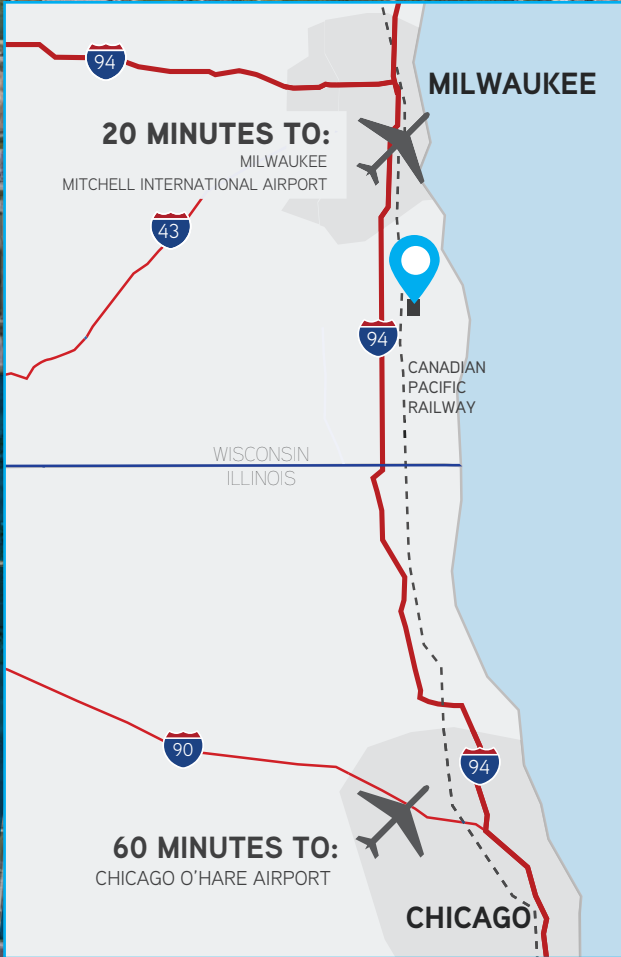 94
MILWAUKEE
20 MINUTES TO:
MILWAUKEE
MITCHELL INTERNATIONAL AIRPORT
43
94
CANADIAN
PACIFIC
RAILWAY
WISCONSIN
ILLINOIS
90
94
60 MINUTES TO:
CHICAGO O'HARE AIRPORT
CHICAGO